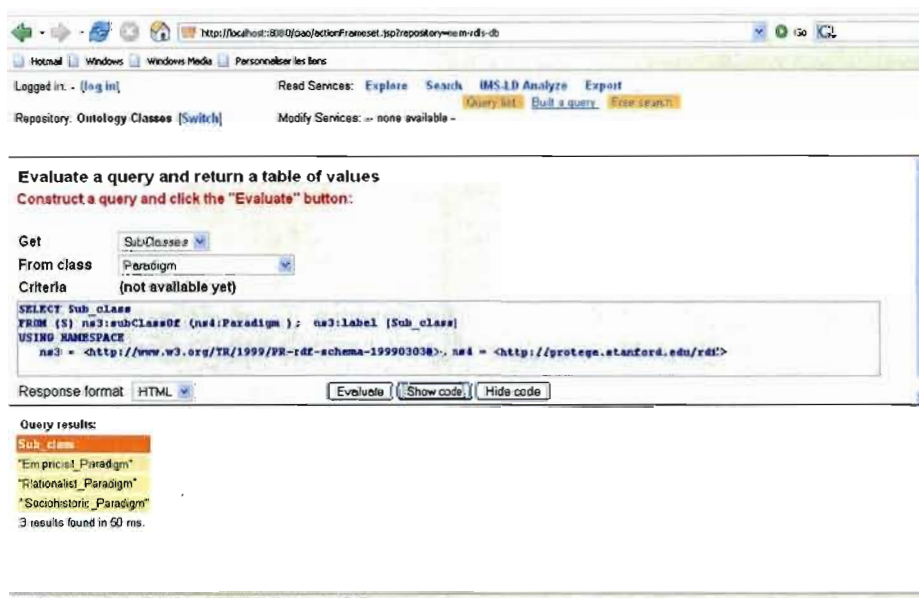 http://localhost:8080/oao/actionFrameset.jsp?repository=mem-rdfs-db Go
Hotmail Windows Windows Media Personnaliser les liens
Logged in: - [log in] Read Services: Explore Search IMS-LD Analyze Export
Query list Built a query Free search
Repository: Ontology Classes [Switch] Modify Services: -- none available -
Evaluate a query and return a table of values
Construct a query and click the "Evaluate" button:
Get SubClasses
From class Paradigm
Criteria (not available yet)
SELECT Sub_class
FROM {S} ns3:subClassOf {ns4:Paradigm }; ns3:label {Sub_class}
USING NAMESPACE
ns3 = <http://www.w3.org/TR/1999/PR-rdf-schema-19990303#>, ns4 = <http://protege.stanford.edu/rdf>
Response format HTML Evaluate Show code Hide code
Query results:
Sub_class
"Empiricist_Paradigm"
"Rationalist_Paradigm"
"Sociohistoric_Paradigm"
3 results found in 50 ms.